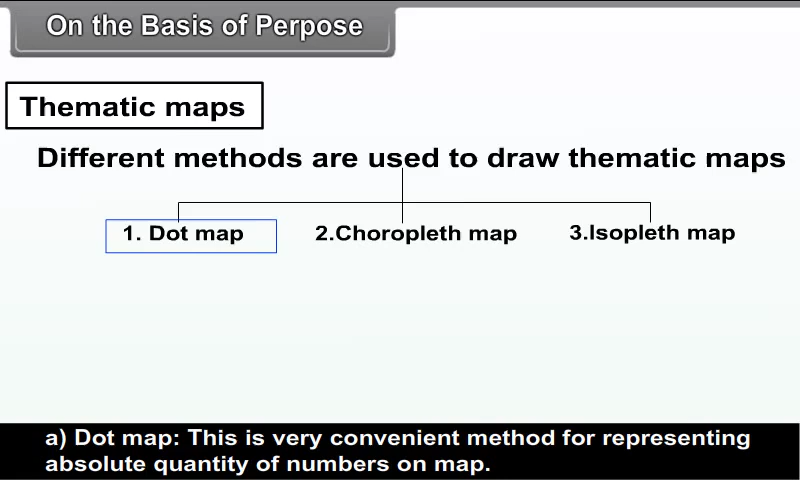 On the Basis of Perpose
Thematic maps
Different methods are used to draw thematic maps
1. Dot map
2.Choropleth map
3.Isopleth map
a) Dot map: This is very convenient method for representing
absolute quantity of numbers on map.